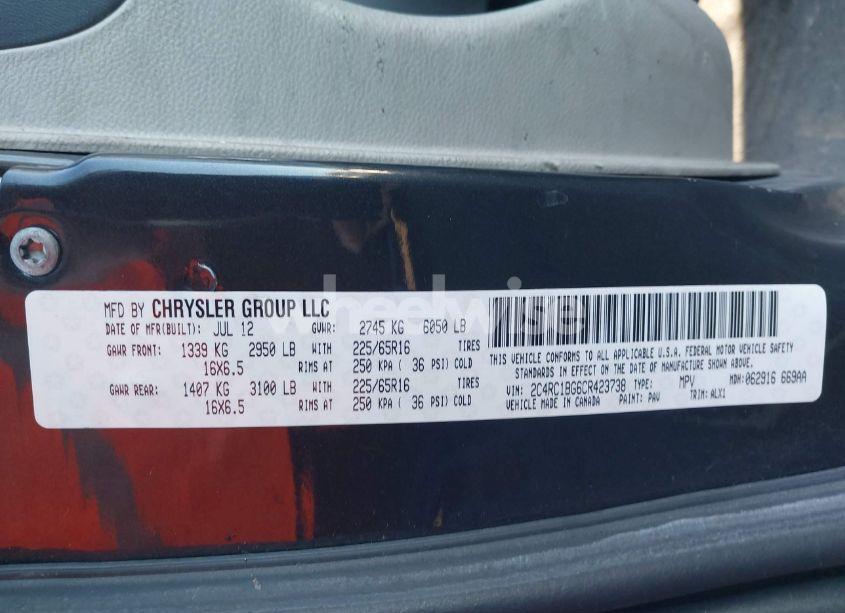 MFD BY CHRYSLER GROUP LLC
DATE OF MFR(BUILT): JUL 12 GVWR: 2745 KG 6050 LB
GAWR FRONT: 1339 KG 2950 LB WITH 225/65R16 TIRES
16X6.5 RIMS AT 250 KPA ( 36 PSI) COLD
GAWR REAR: 1407 KG 3100 LB WITH 225/65R16 TIRES
16X6.5 RIMS AT 250 KPA ( 36 PSI) COLD
THIS VEHICLE CONFORMS TO ALL APPLICABLE U.S.A. FEDERAL MOTOR VEHICLE SAFETY
STANDARDS IN EFFECT ON THE DATE OF MANUFACTURE SHOWN ABOVE.
VIN: 2C4RC1BG6CR423738 TYPE: MPV MDH: 062916 669AA
VEHICLE MADE IN CANADA PAINT: PAV TRIM: ALX1
wheelwise